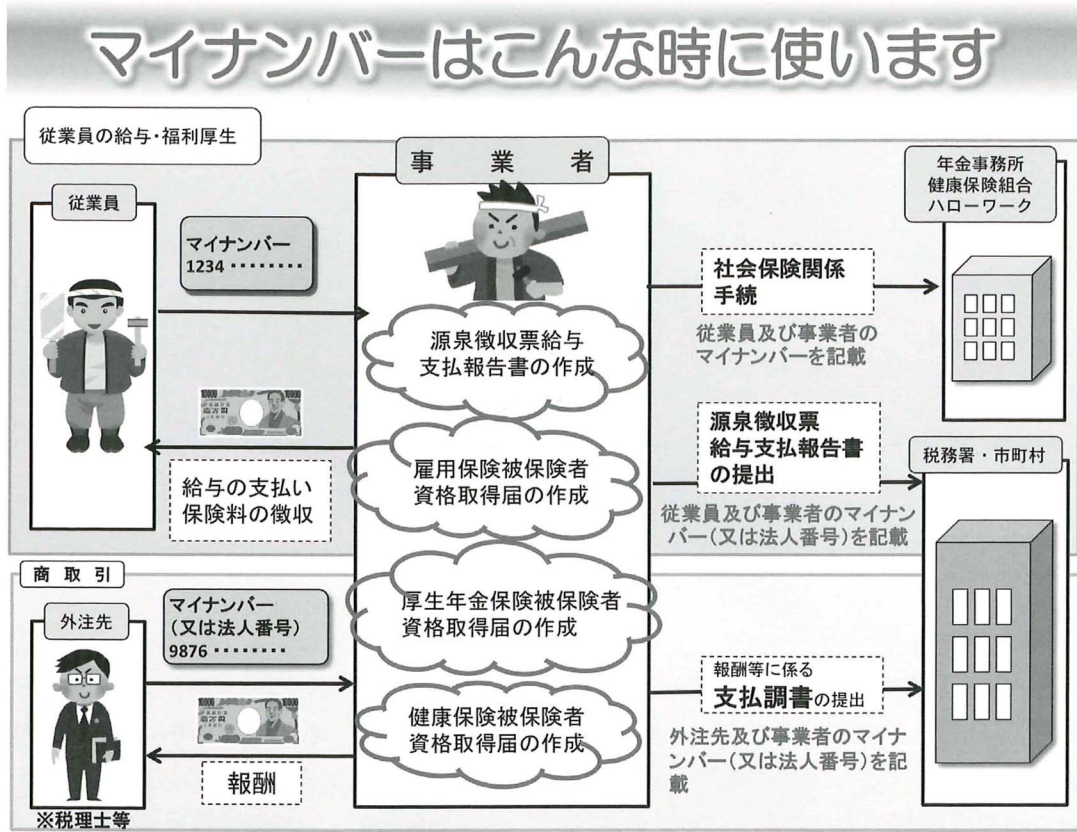 マイナンバーはこんな時に使います
従業員の給与・福利厚生
従業員
マイナンバー
1234 ‥‥‥‥
給与の支払い
保険料の徴収
事業者
源泉徴収票給与
支払報告書の作成
雇用保険被保険者
資格取得届の作成
厚生年金保険被保険者
資格取得届の作成
健康保険被保険者
資格取得届の作成
社会保険関係
手続
従業員及び事業者の
マイナンバーを記載
年金事務所
健康保険組合
ハローワーク
源泉徴収票
給与支払報告書
の提出
従業員及び事業者のマイナン
バー(又は法人番号)を記載
税務署・市町村
商取引
外注先
※税理士等
マイナンバー
(又は法人番号)
9876 ‥‥‥‥
報酬
報酬等に係る
支払調書の提出
外注先及び事業者のマイナ
ンバー(又は法人番号)を記
載
10000
10000